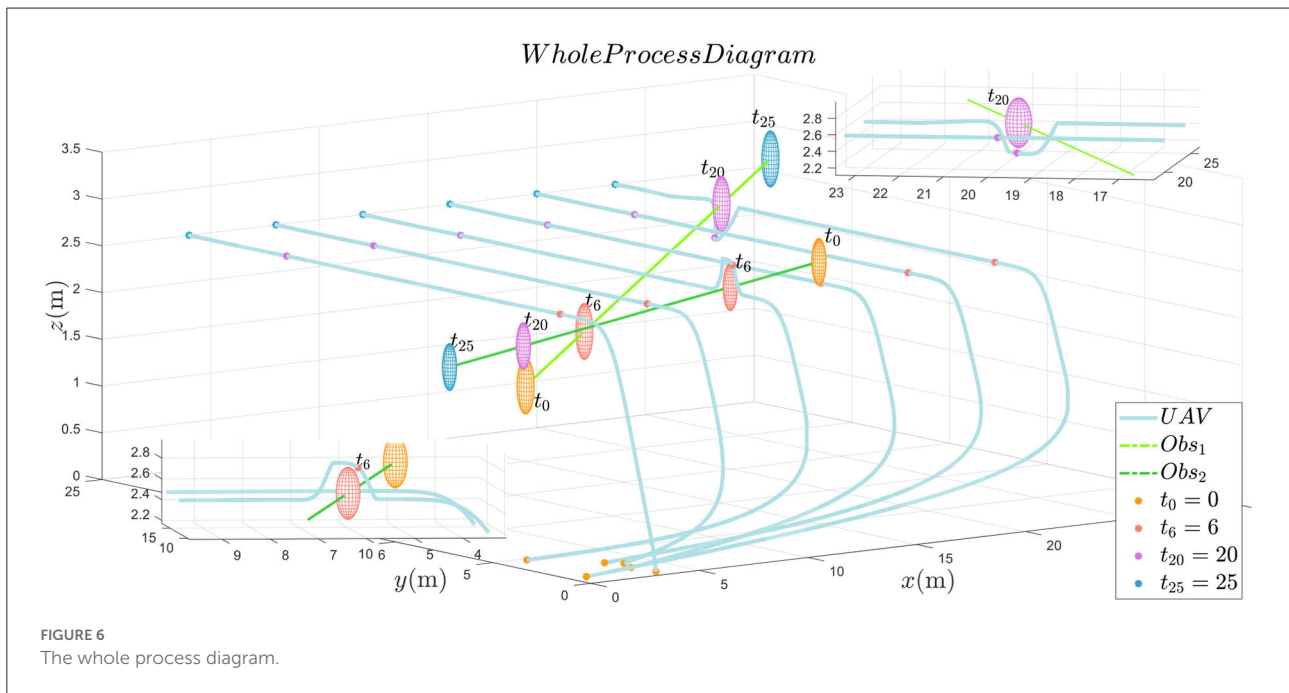 WholeProcessDiagram
t20
2.8
2.6
2.4
2.2
23
22
21
20
19
18
17
20
25
3.5
3
2.5
2
1.5
1
0.5
0
z(m)
t25
t20
t0
t6
t6
t20
t25
t0
2.8
2.6
2.4
2.2
t6
15
10
9
8
7
10
6
5
4
25
5
0
y(m)
0
5
10
15
20
x(m)
UAV
Obs1
Obs2
t0 = 0
t6 = 6
t20 = 20
t25 = 25
FIGURE 6
The whole process diagram.